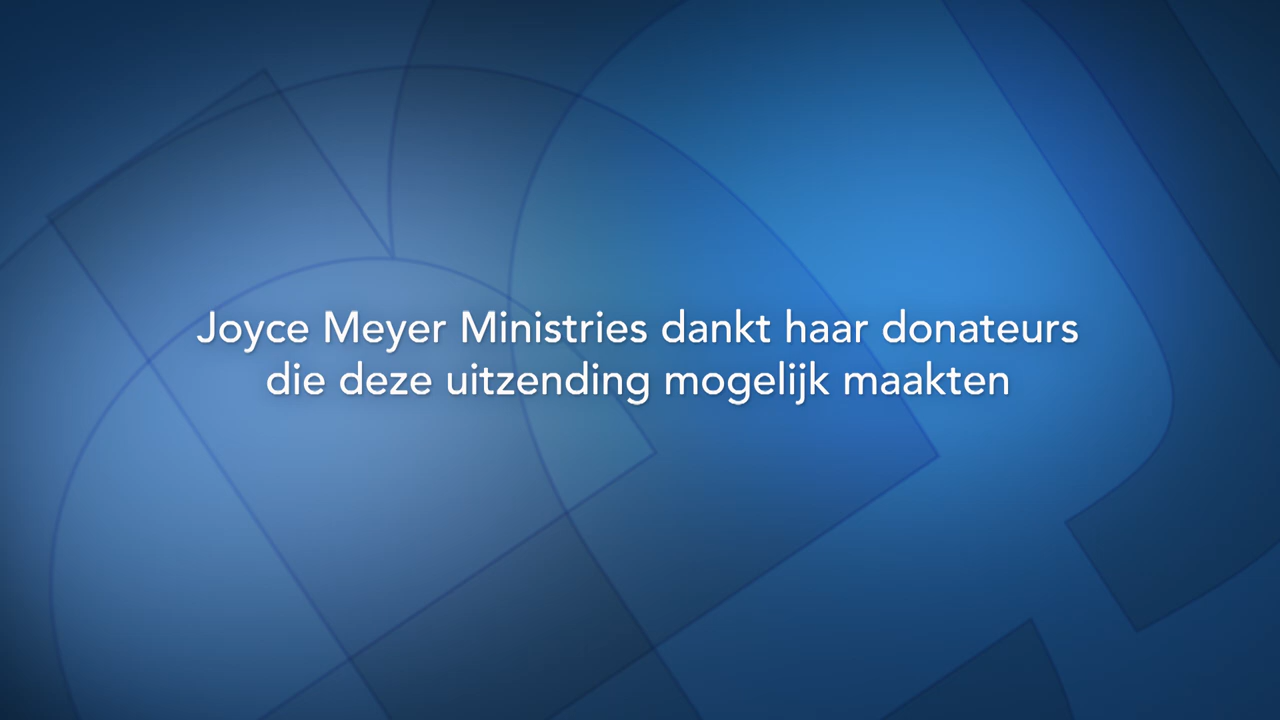 Joyce Meyer Ministries dankt haar donateurs
die deze uitzending mogelijk maakten